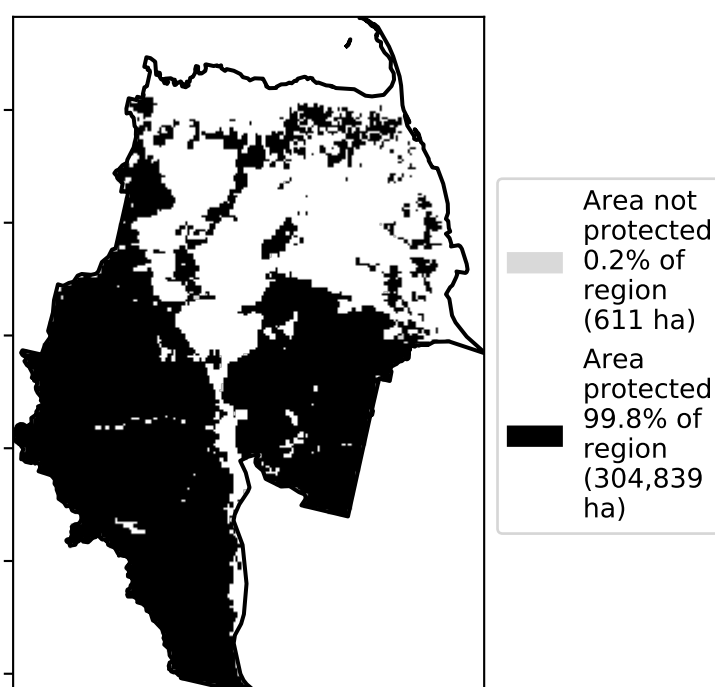 Area not
protected
0.2% of
region
(611 ha)
Area
protected
99.8% of
region
(304,839
ha)